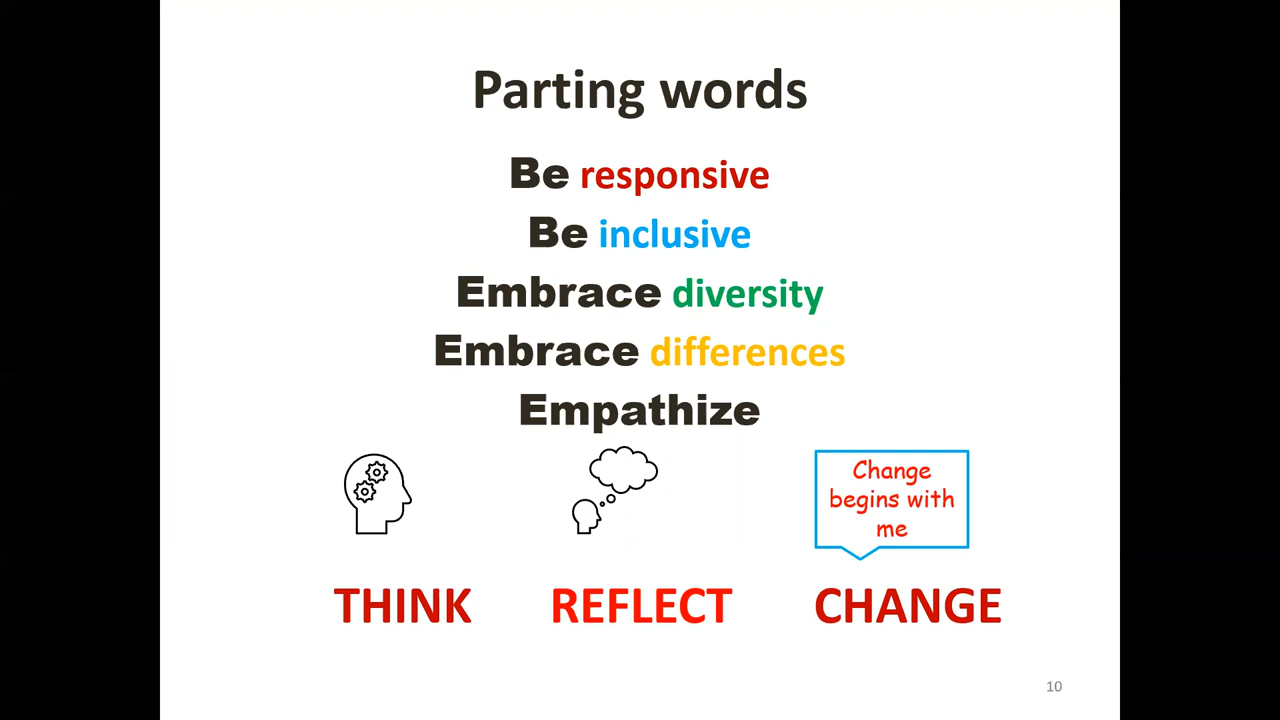 Parting words
Be responsive
Be inclusive
Embrace diversity
Embrace differences
Empathize
Change
begins with
me
THINK REFLECT CHANGE
10